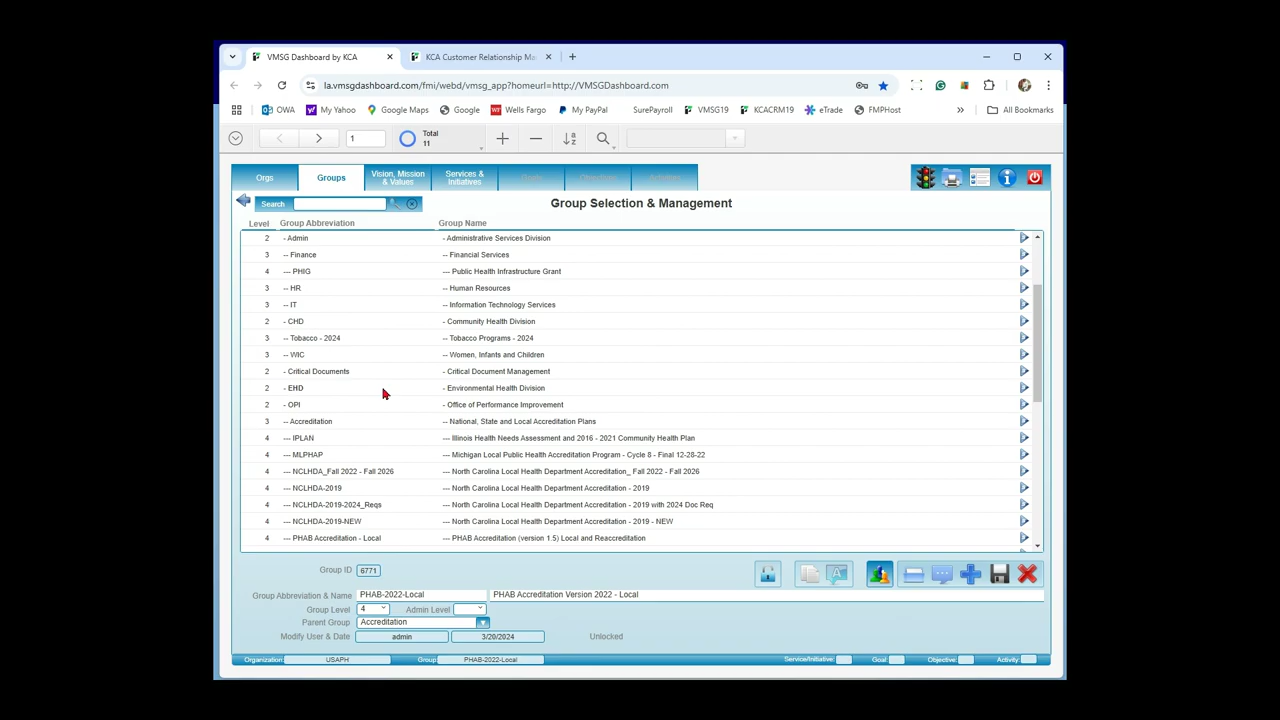 VMSG Dashboard by KCA
KCA Customer Relationship Ma
la.vmsgdashboard.com/fmi/webd/vmsg_app?homeurl=http://VMSGDashboard.com
OWA My Yahoo Google Maps Google Wells Fargo My PayPal SurePayroll VMSG19 KCACRM19 eTrade FMPHost » All Bookmarks
1 Total
11
Orgs Groups Vision, Mission & Values Services & Initiatives
Search Group Selection & Management
Level Group Abbreviation Group Name
2 - Admin - Administrative Services Division
3 -- Finance -- Financial Services
4 --- PHIG --- Public Health Infrastructure Grant
3 -- HR -- Human Resources
3 -- IT -- Information Technology Services
2 - CHD - Community Health Division
3 -- Tobacco - 2024 -- Tobacco Programs - 2024
3 -- WIC -- Women, Infants and Children
2 - Critical Documents - Critical Document Management
2 - EHD - Environmental Health Division
2 - OPI - Office of Performance Improvement
3 -- Accreditation -- National, State and Local Accreditation Plans
4 --- IPLAN --- Illinois Health Needs Assessment and 2016 - 2021 Community Health Plan
4 --- MLPHAP --- Michigan Local Public Health Accreditation Program - Cycle 8 - Final 12-28-22
4 --- NCLHDA_Fall 2022 - Fall 2026 --- North Carolina Local Health Department Accreditation_ Fall 2022 - Fall 2026
4 --- NCLHDA-2019 --- North Carolina Local Health Department Accreditation - 2019
4 --- NCLHDA-2019-2024_Reqs --- North Carolina Local Health Department Accreditation - 2019 with 2024 Doc Req
4 --- NCLHDA-2019-NEW --- North Carolina Local Health Department Accreditation - 2019 - NEW
4 --- PHAB Accreditation - Local --- PHAB Accreditation (version 1.5) Local and Reaccreditation
Group ID 6771
Group Abbreviation & Name PHAB-2022-Local PHAB Accreditation Version 2022 - Local
Group Level 4 Admin Level
Parent Group Accreditation
Modify User & Date admin 3/20/2024 Unlocked
Organization: USAPH Group: PHAB-2022-Local Service/Initiative: Goal: Objective: Activity: